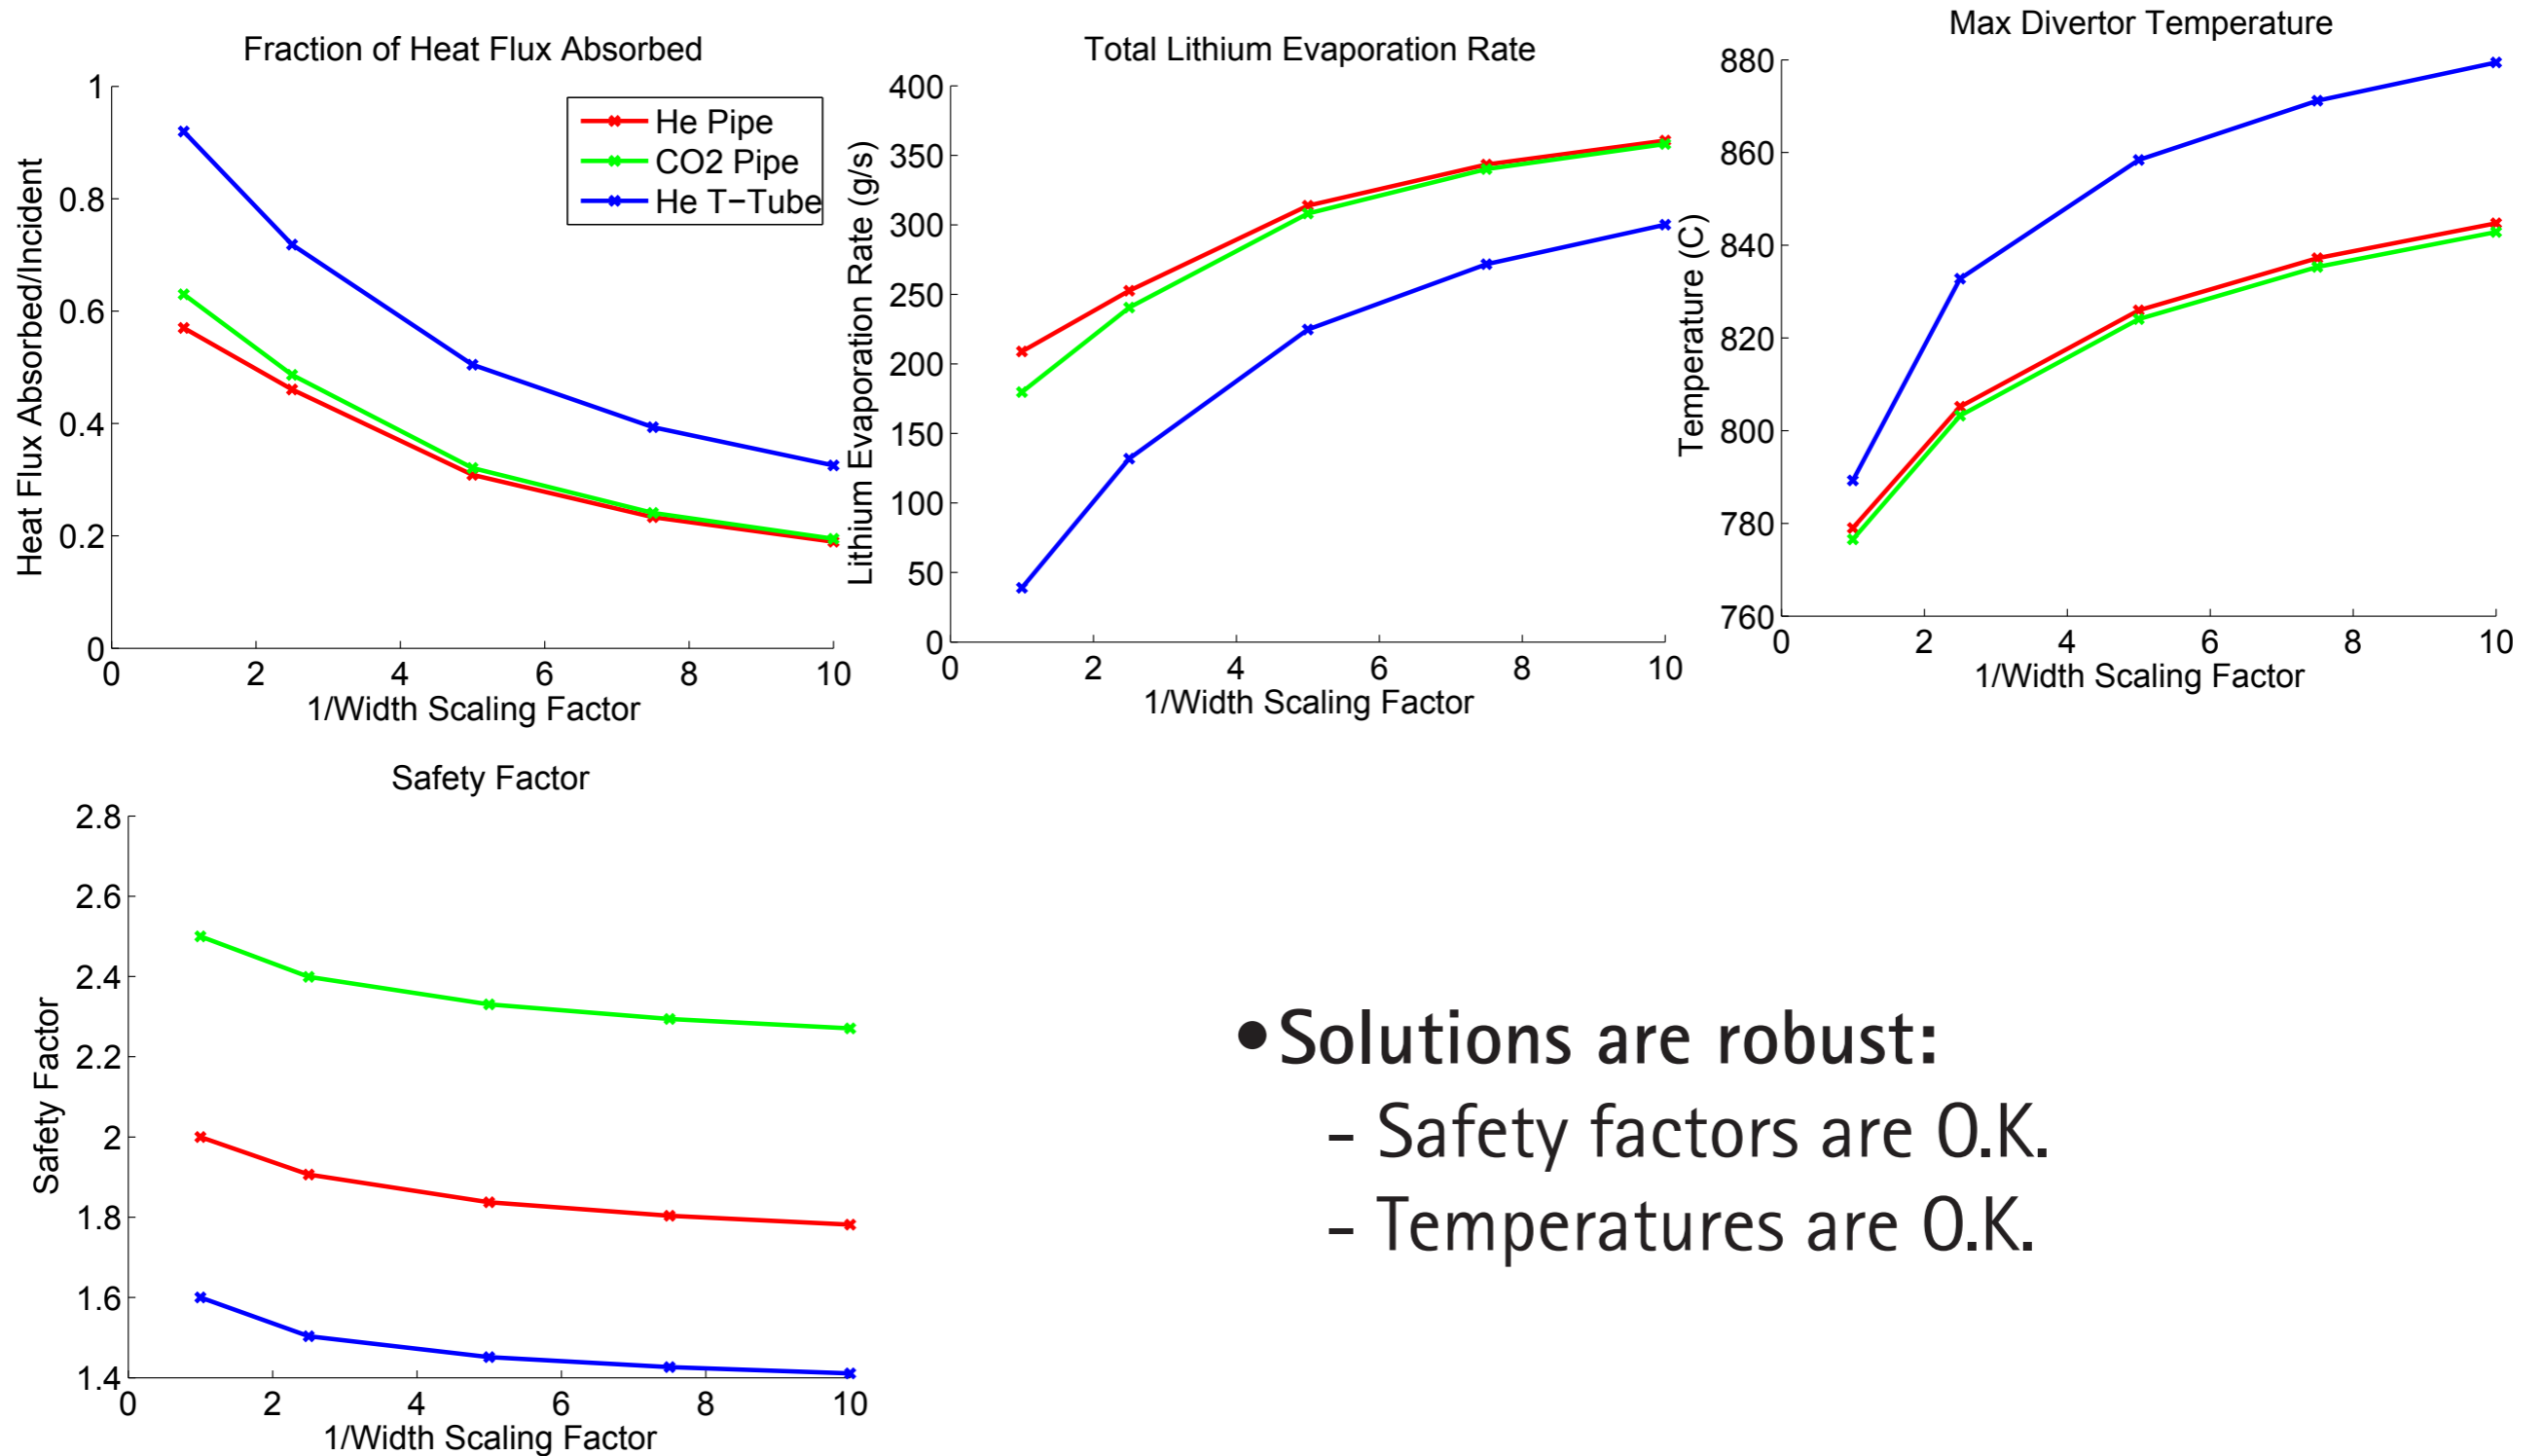 Fraction of Heat Flux Absorbed
Heat Flux Absorbed/Incident
1
0.8
0.6
0.4
0.2
0
0 2 4 6 8 10
1/Width Scaling Factor
He Pipe
CO2 Pipe
He T-Tube
Total Lithium Evaporation Rate
Lithium Evaporation Rate (g/s)
400
350
300
250
200
150
100
50
0
0 2 4 6 8 10
1/Width Scaling Factor
Max Divertor Temperature
Temperature (C)
880
860
840
820
800
780
760
0 2 4 6 8 10
1/Width Scaling Factor
Safety Factor
Safety Factor
2.8
2.6
2.4
2.2
2
1.8
1.6
1.4
0 2 4 6 8 10
1/Width Scaling Factor
•Solutions are robust:
- Safety factors are O.K.
- Temperatures are O.K.